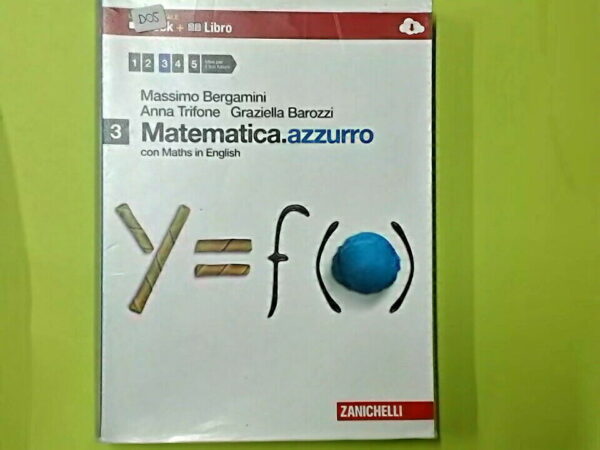 DOS
+ Libro
1 2 3 4 5
Massimo Bergamini
Anna Trifone Graziella Barozzi
3 Matematica.azzurro
con Maths in English
y = f ( )
ZANICHELLI